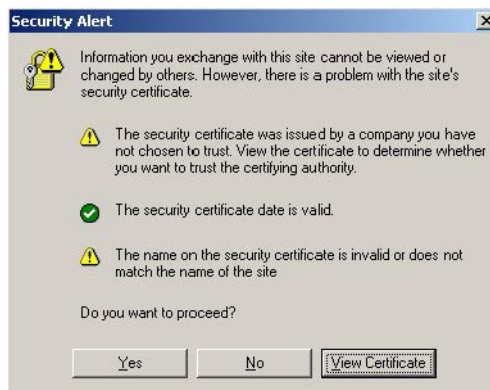 Security Alert
Information you exchange with this site cannot be viewed or
changed by others. However, there is a problem with the site's
security certificate.
The security certificate was issued by a company you have
not chosen to trust. View the certificate to determine whether
you want to trust the certifying authority.
The security certificate date is valid.
The name on the security certificate is invalid or does not
match the name of the site
Do you want to proceed?
Yes No View Certificate